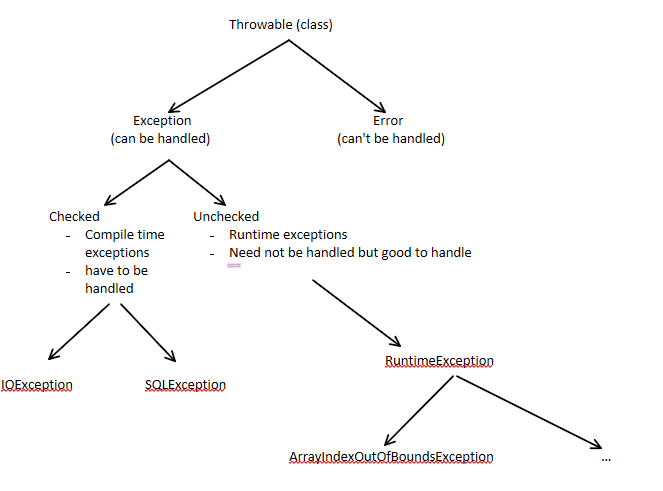 Throwable (class)
Exception
(can be handled)
Error
(can't be handled)
Checked
- Compile time
exceptions
- have to be
handled
Unchecked
- Runtime exceptions
- Need not be handled but good to handle
IOException
SQLException
RuntimeException
ArrayIndexOutOfBoundsException
...